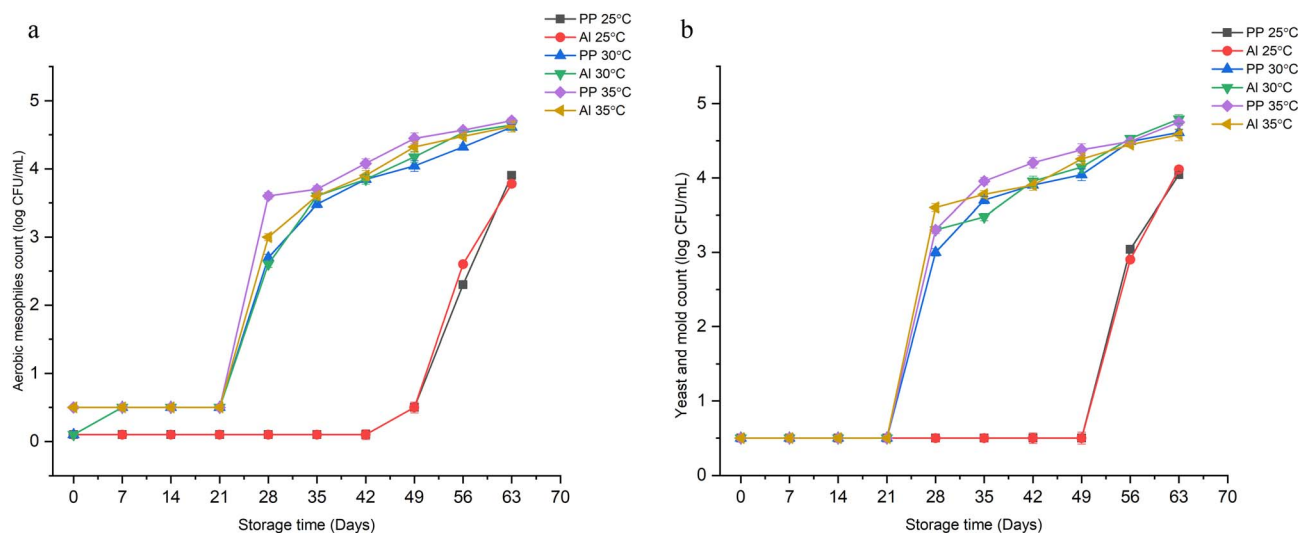 a
PP 25°C
Al 25°C
PP 30°C
Al 30°C
PP 35°C
Al 35°C
Aerobic mesophiles count (log CFU/mL)
5
4
3
2
1
0
0 7 14 21 28 35 42 49 56 63 70
Storage time (Days)
b
PP 25°C
Al 25°C
PP 30°C
Al 30°C
PP 35°C
Al 35°C
Yeast and mold count (log CFU/mL)
5
4
3
2
1
0
0 7 14 21 28 35 42 49 56 63 70
Storage time (Days)